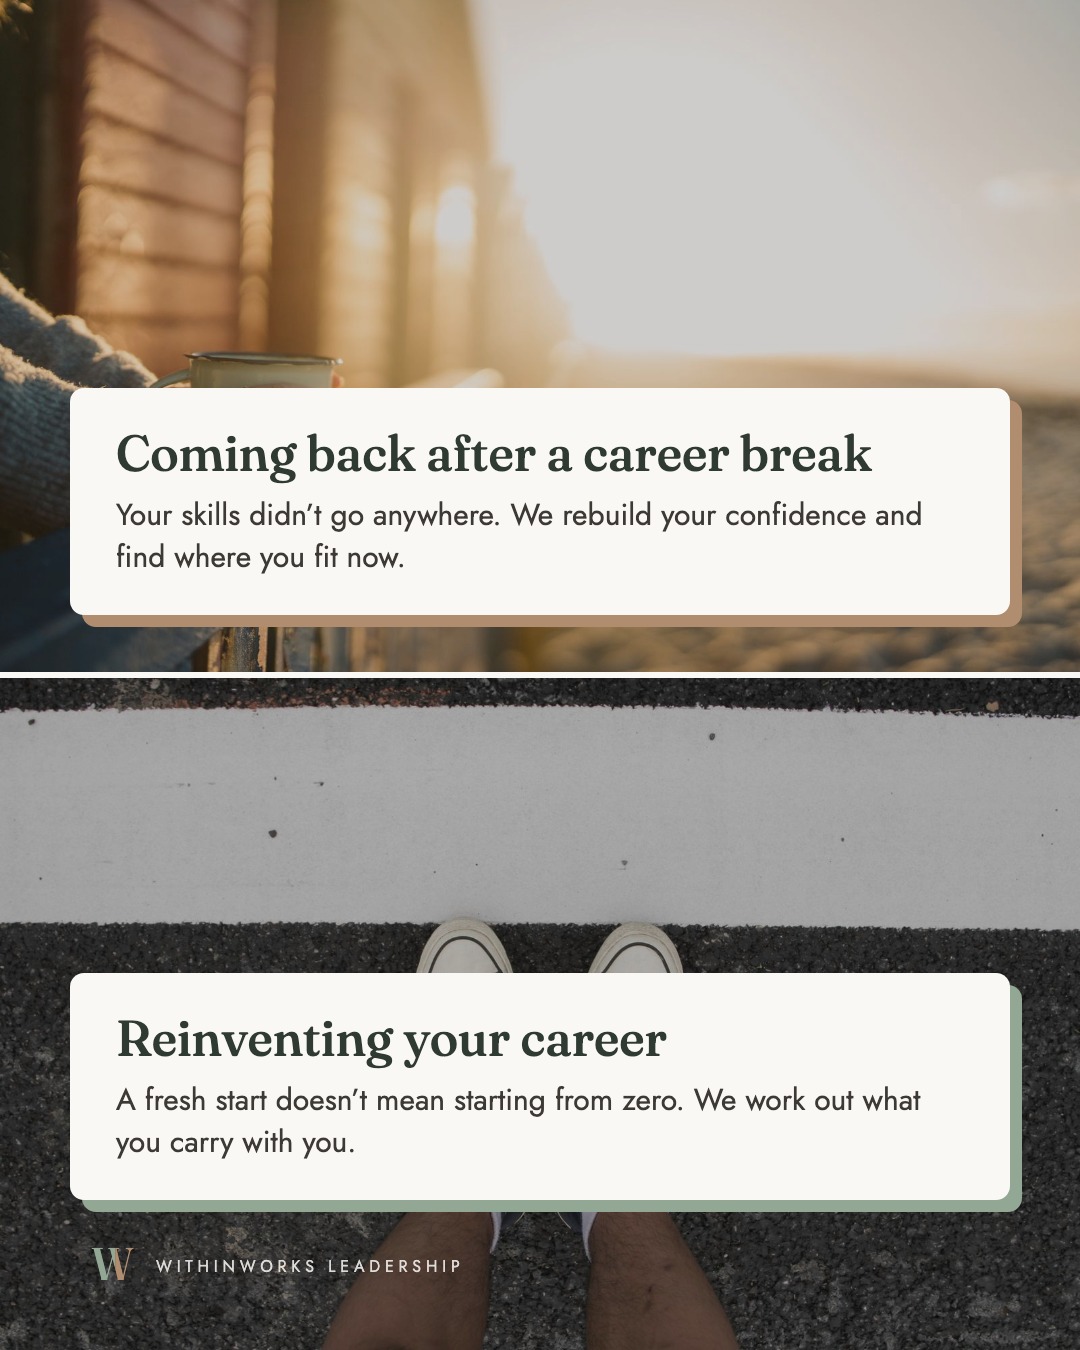 Coming back after a career break
Your skills didn’t go anywhere. We rebuild your confidence and
find where you fit now.
Reinventing your career
A fresh start doesn’t mean starting from zero. We work out what
you carry with you.
W WITHINWORKS LEADERSHIP